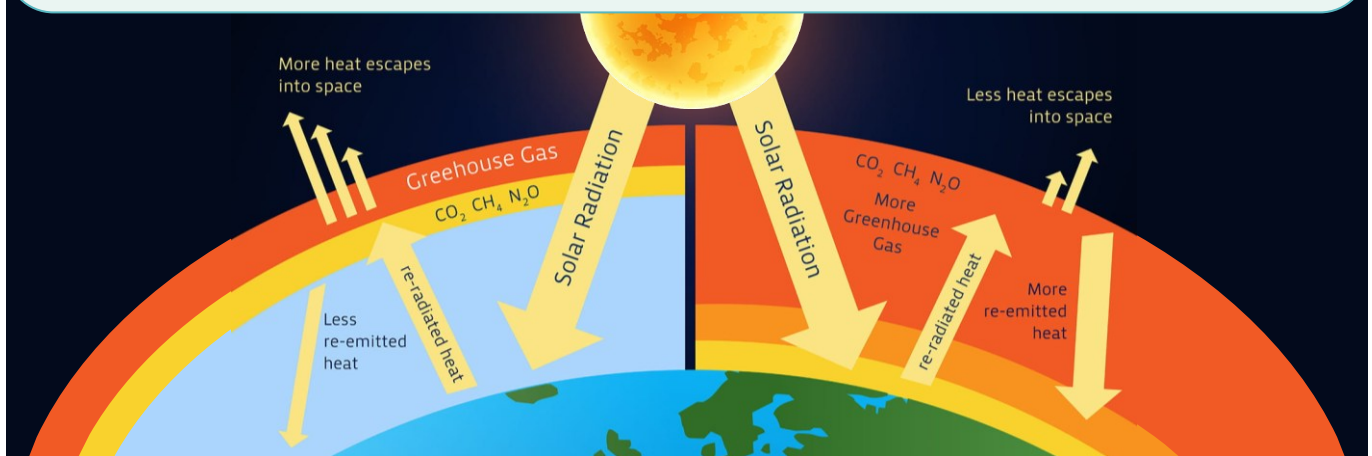 More heat escapes
into space
Greehouse Gas
CO₂ CH₄ N₂O
Solar Radiation
re-radiated heat
Less
re-emitted
heat
Solar Radiation
CO₂ CH₄ N₂O
More
Greenhouse
Gas
Less heat escapes
into space
re-radiated heat
More
re-emitted
heat